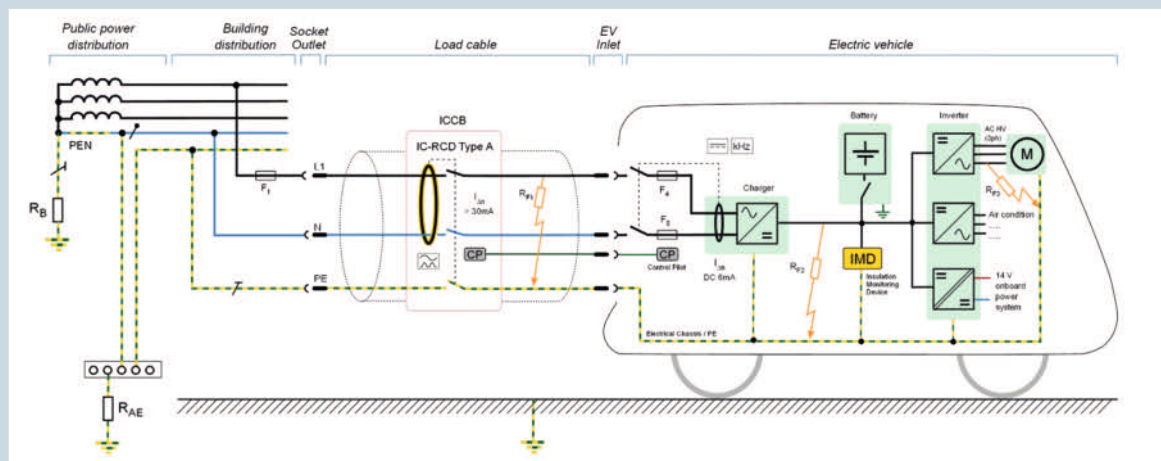 Public power
distribution
Building
distribution
Socket
Outlet
Load cable
EV
Inlet
Electric vehicle
PEN
RB
F1
L1
N
PE
RAE
ICCB
IC-RCD Type A
IΔn
> 30mA
RF1
CP
CP
Control Pilot
kHz
F4
F5
Charger
IΔn
DC 6mA
Battery
Inverter
AC HV
(3ph)
M
RF3
Air condition
RF2
IMD
Insulation
Monitoring
Device
14 V
onboard
power
system
Electrical Chassis / PE